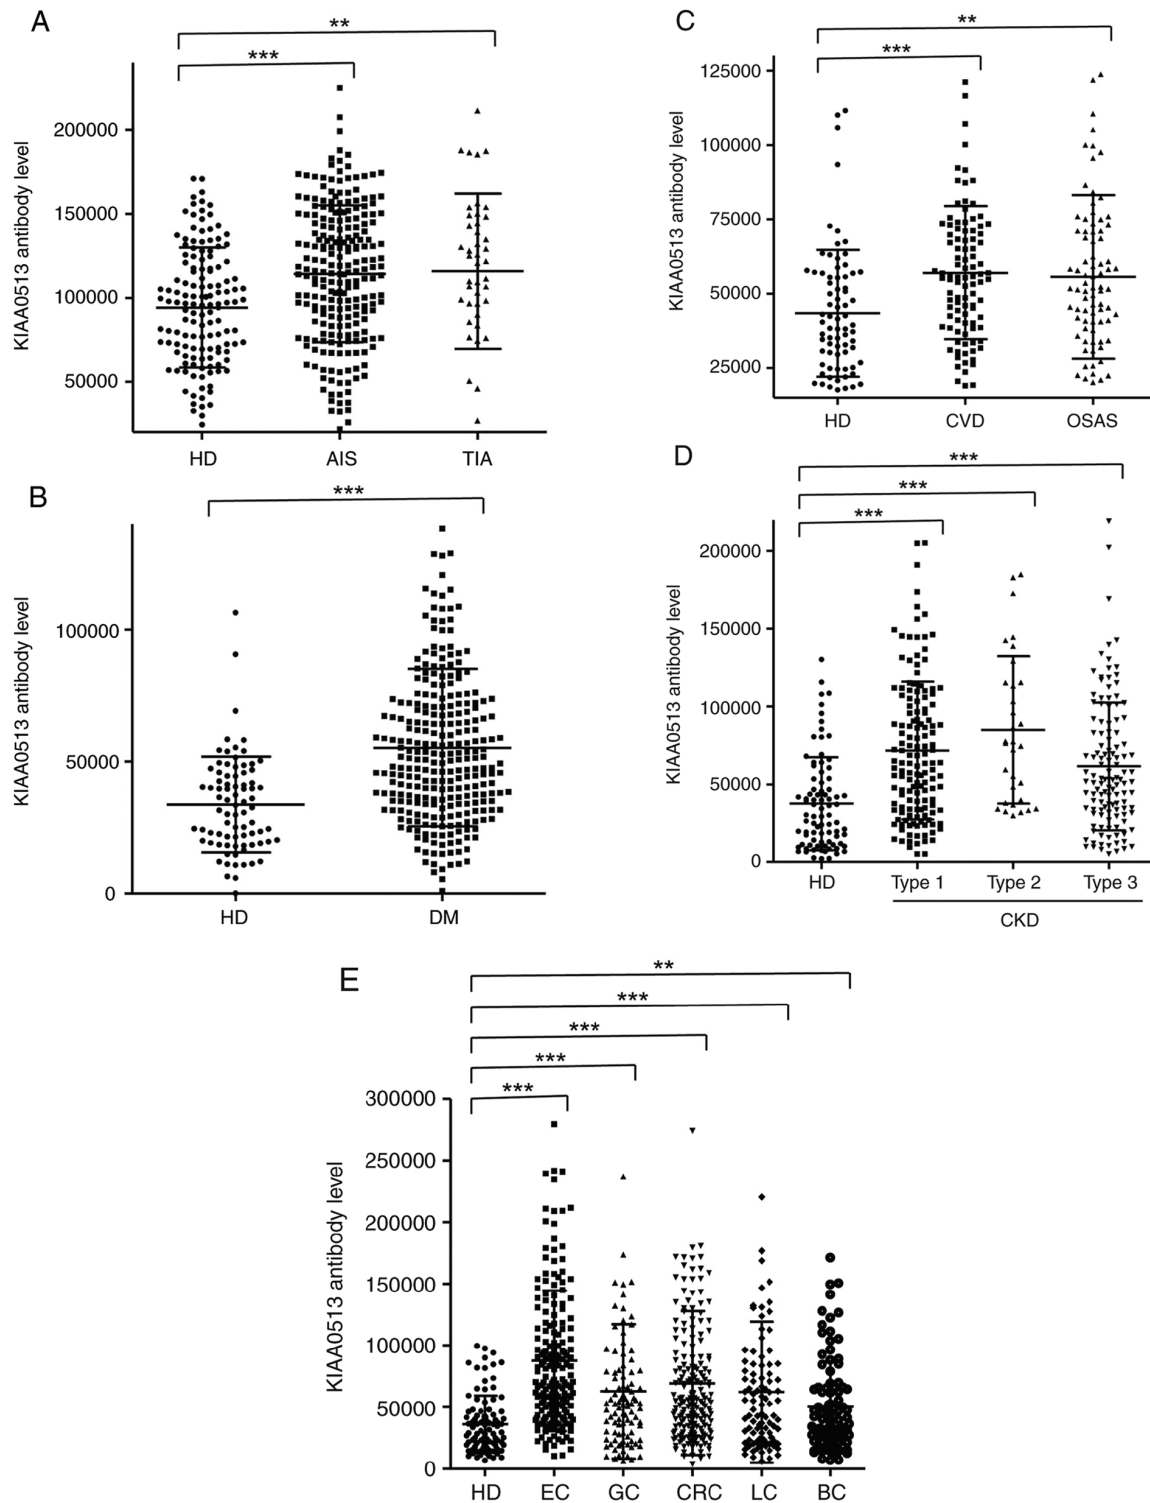 A
**
***
KIAA0513 antibody level
200000
150000
100000
50000
HD AIS TIA
B
***
KIAA0513 antibody level
100000
50000
0
HD DM
C
**
***
KIAA0513 antibody level
125000
100000
75000
50000
25000
HD CVD OSAS
D
***
***
***
KIAA0513 antibody level
200000
150000
100000
50000
0
HD Type 1 Type 2 Type 3
CKD
E
**
***
***
***
***
KIAA0513 antibody level
300000
250000
200000
150000
100000
50000
0
HD EC GC CRC LC BC